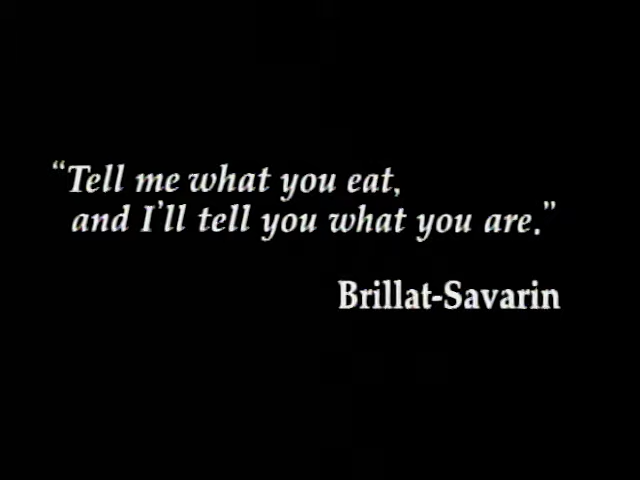 “Tell me what you eat,
and I’ll tell you what you are.”
Brillat-Savarin